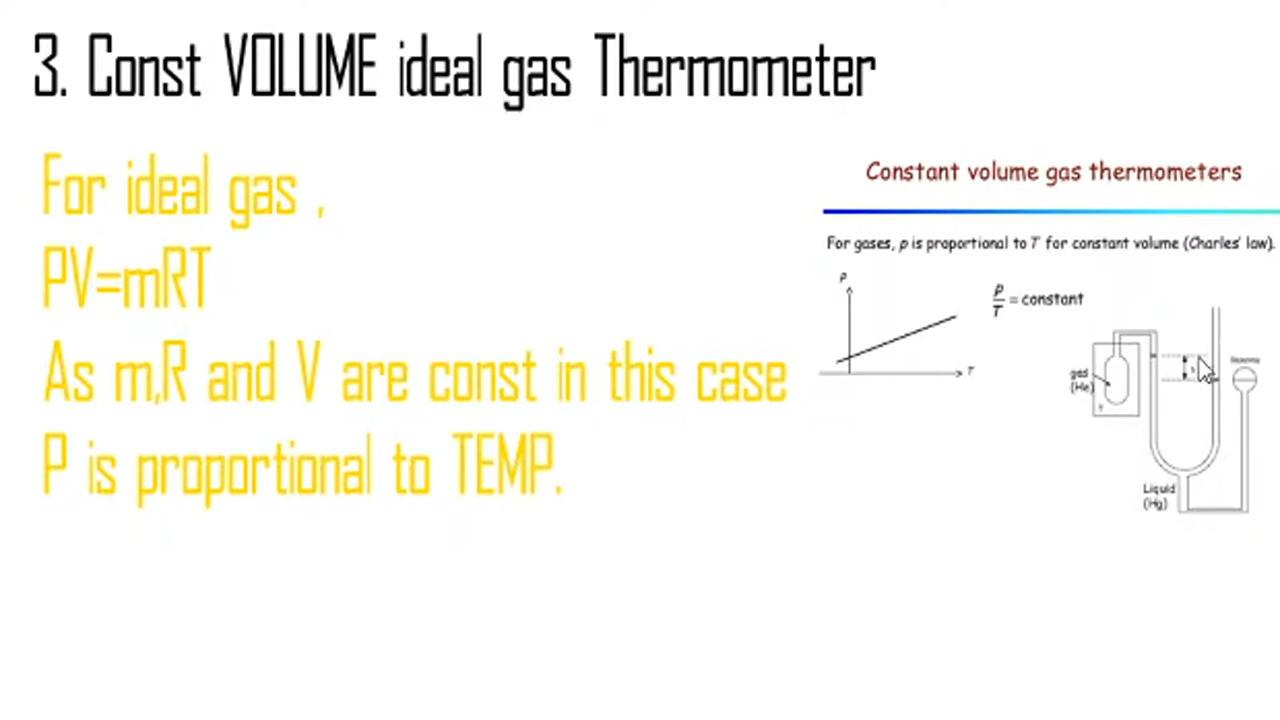 3. Const VOLUME ideal gas Thermometer
For ideal gas ,
PV=mRT
As m,R and V are const in this case
P is proportional to TEMP.
Constant volume gas thermometers
For gases, p is proportional to T for constant volume (Charles' law).
P
P/T = constant
T
gas
(He)
T
Liquid
(Hg)